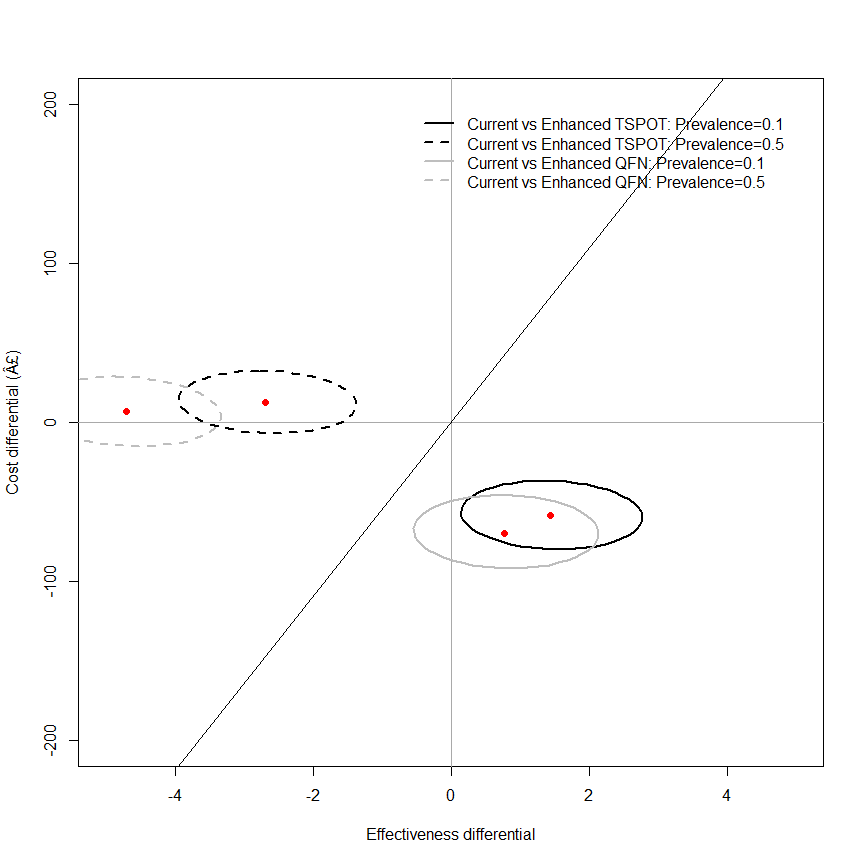 Current vs Enhanced TSPOT: Prevalence=0.1
Current vs Enhanced TSPOT: Prevalence=0.5
Current vs Enhanced QFN: Prevalence=0.1
Current vs Enhanced QFN: Prevalence=0.5
200
100
0
-100
-200
Cost differential (Â£)
-4
-2
0
2
4
Effectiveness differential